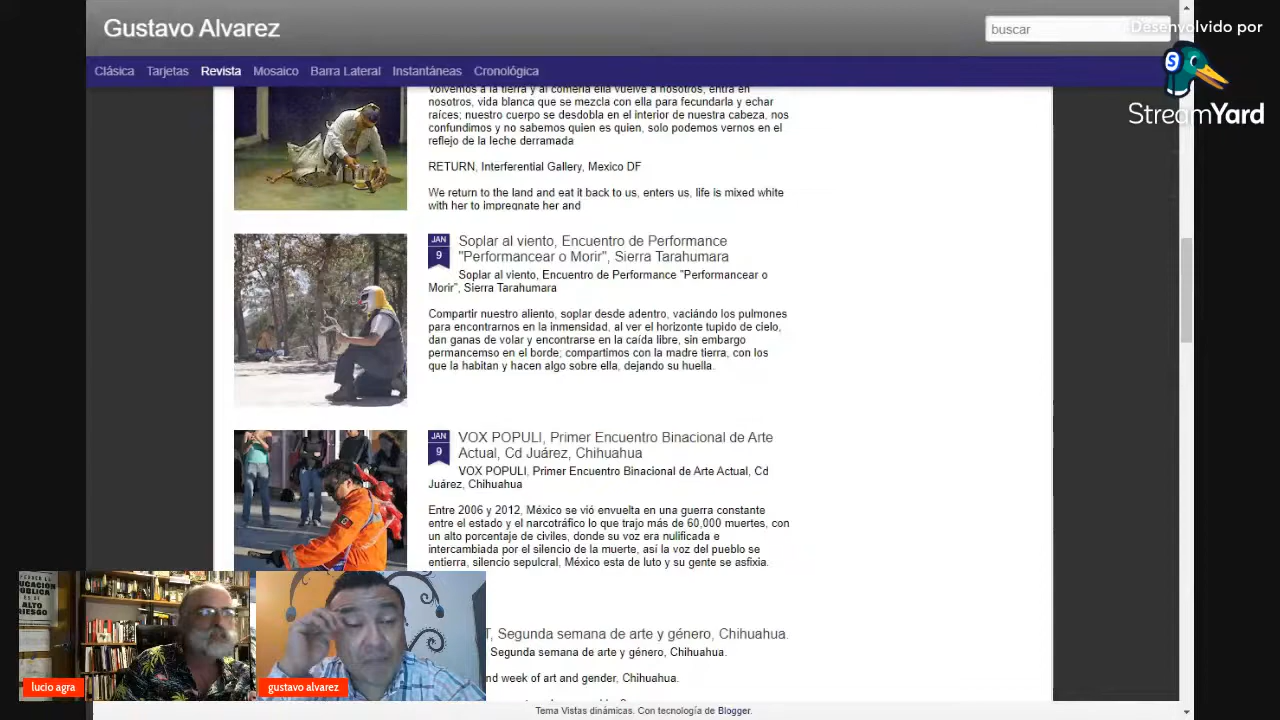 Gustavo Alvarez
buscar
Desenvolvido por
StreamYard
Clásica Tarjetas Revista Mosaico Barra Lateral Instantáneas Cronológica
Volvemos a la tierra y al comerla ella vuelve a nosotros, entra en
nosotros, vida blanca que se mezcla con ella para fecundarla y echar
raíces; nuestro cuerpo se desdobla en el interior de nuestra cabeza, nos
confundimos y no sabemos quien es quien, solo podemos vernos en el
reflejo de la leche derramada
RETURN, Interferential Gallery, Mexico DF
We return to the land and eat it back to us, enters us, life is mixed white
with her to impregnate her and
JAN
9
Soplar al viento, Encuentro de Performance
"Performancear o Morir", Sierra Tarahumara
Soplar al viento, Encuentro de Performance "Performancear o
Morir", Sierra Tarahumara
Compartir nuestro aliento, soplar desde adentro, vaciándo los pulmones
para encontrarnos en la inmensidad, al ver el horizonte tupido de cielo,
dan ganas de volar y encontrarse en la caída libre, sin embargo
permancemso en el borde; compartimos con la madre tierra, con los
que la habitan y hacen algo sobre ella, dejando su huella.
JAN
9
VOX POPULI, Primer Encuentro Binacional de Arte
Actual, Cd Juárez, Chihuahua
VOX POPULI, Primer Encuentro Binacional de Arte Actual, Cd
Juárez, Chihuahua
Entre 2006 y 2012, México se vió envuelta en una guerra constante
entre el estado y el narcotráfico lo que trajo más de 60,000 muertes, con
un alto porcentaje de civiles, donde su voz era nulificada e
intercambiada por el silencio de la muerte, así la voz del pueblo se
entierra, silencio sepulcral, México esta de luto y su gente se asfixia.
T, Segunda semana de arte y género, Chihuahua.
Segunda semana de arte y género, Chihuahua.
nd week of art and gender, Chihuahua.
PÚBLICA
ES DE
ALTO
RIESGO
lucio agra
gustavo alvarez
Tema Vistas dinámicas. Con tecnología de Blogger.